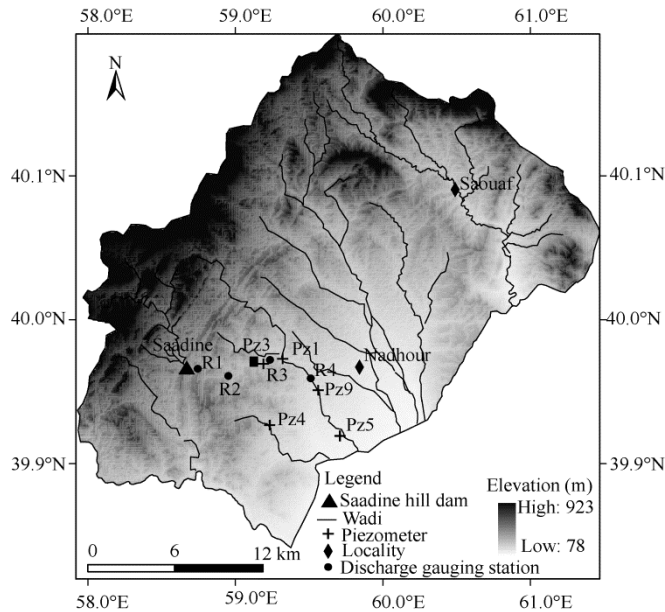 58.0°E 59.0°E 60.0°E 61.0°E
N
40.1°N 40.1°N
Saouaf
40.0°N 40.0°N
Saadine
R1
R2
Pz3
R3
Pz1
R4
Pz9
Nadhour
Pz4
Pz5
39.9°N 39.9°N
Legend
Saadine hill dam
Wadi
Piezometer
Locality
Discharge gauging station
Elevation (m)
High: 923
Low: 78
0 6 12 km
58.0°E 59.0°E 60.0°E 61.0°E